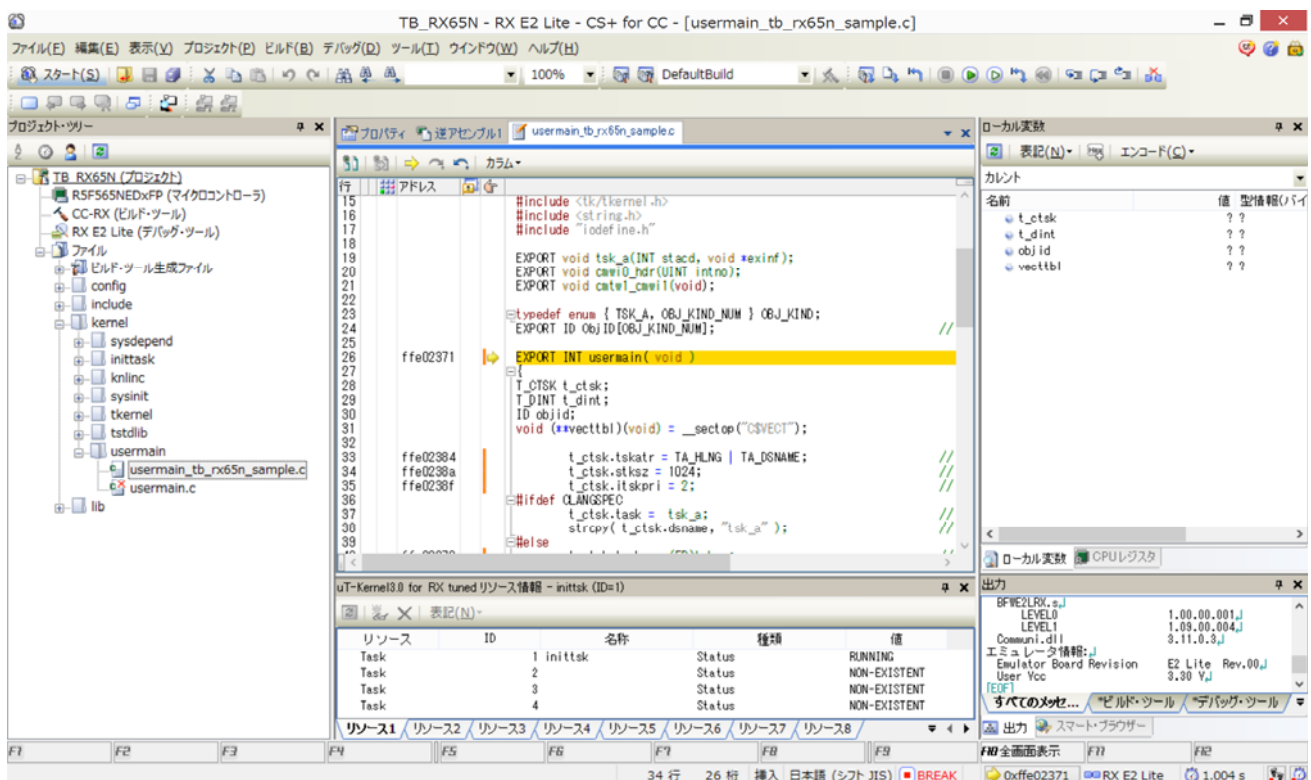 TB_RX65N - RX E2 Lite - CS+ for CC - [usermain_tb_rx65n_sample.c]
ファイル(F) 編集(E) 表示(V) プロジェクト(P) ビルド(B) デバッグ(D) ツール(T) ウインドウ(W) ヘルプ(H)
スタート(S) 100% DefaultBuild
プロジェクト・ツリー
TB_RX65N (プロジェクト)
R5F565NEDxFP (マイクロコントローラ)
CC-RX (ビルド・ツール)
RX E2 Lite (デバッグ・ツール)
ファイル
ビルド・ツール生成ファイル
config
include
kernel
sysdepend
inittask
knlinc
sysinit
tkernel
tstdlib
usermain
usermain_tb_rx65n_sample.c
usermain.c
lib
プロパティ 逆アセンブル1 usermain_tb_rx65n_sample.c
カラム
行 アドレス
15 #include <tk/tkernel.h>
16 #include <string.h>
17 #include "iodefine.h"
18
19 EXPORT void tsk_a(INT stacd, void *exinf);
20 EXPORT void cmwi0_hdr(UINT intno);
21 EXPORT void cmtw1_cmwi1(void);
22
23 typedef enum { TSK_A, OBJ_KIND_NUM } OBJ_KIND;
24 EXPORT ID ObjID[OBJ_KIND_NUM]; //
25
26 ffe02371 EXPORT INT usermain( void )
27 {
28 T_CTSK t_ctsk;
29 T_DINT t_dint;
30 ID objid;
31 void (**vecttbl)(void) = __sectop("C$VECT");
32
33 ffe02384 t_ctsk.tskatr = TA_HLNG | TA_DSNAME; //
34 ffe0238a t_ctsk.stksz = 1024; //
35 ffe0238f t_ctsk.itskpri = 2; //
36 #ifdef CLANGSPEC
37 t_ctsk.task = tsk_a; //
38 strcpy( t_ctsk.dsname, "tsk_a" ); //
39 #else
uT-Kernel3.0 for RX tuned リソース情報 - inittsk (ID=1)
表記(N)
リソース ID 名称 種類 値
Task 1 inittsk Status RUNNING
Task 2 Status NON-EXISTENT
Task 3 Status NON-EXISTENT
Task 4 Status NON-EXISTENT
リソース1 リソース2 リソース3 リソース4 リソース5 リソース6 リソース7 リソース8
ローカル変数
表記(N) エンコード(C)
カレント
名前 値 型情報(バイ
t_ctsk ? ?
t_dint ? ?
objid ? ?
vecttbl ? ?
ローカル変数 CPUレジスタ
出力
BFWE2LRX.s
LEVEL0 1.00.00.001
LEVEL1 1.09.00.004
Communi.dll 3.11.0.3
エミュレータ情報:
Emulator Board Revision E2 Lite Rev.00
User Vcc 3.30 V
[EOF]
すべてのメッセ... *ビルド・ツール *デバッグ・ツール
出力 スマート・ブラウザー
F1 F2 F3 F4 F5 F6 F7 F8 F9 F10 全画面表示 F11 F12
34 行 26 桁 挿入 日本語 (シフト JIS) BREAK 0xffe02371 RX E2 Lite 1.004 s